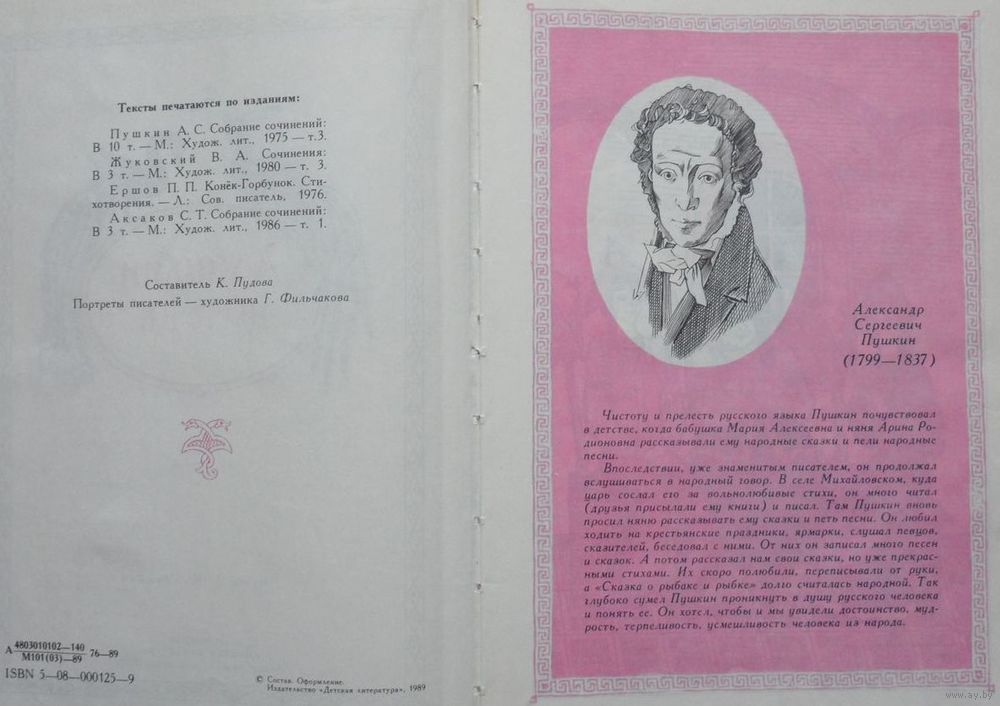 Тексты печатаются по изданиям:
Пушкин А. С. Собрание сочинений:
В 10 т. — М.: Худож. лит., 1975 — т.3.
Жуковский В. А. Сочинения:
В 3 т. — М.: Худож. лит., 1980 — т. 3.
Ершов П. П. Конёк-Горбунок. Сти-
хотворения. — Л.: Сов. писатель, 1976.
Аксаков С. Т. Собрание сочинений:
В 3 т. — М.: Худож. лит., 1986 — т. 1.
Составитель К. Пудова
Портреты писателей — художника Г. Фильчакова
А 4803010102—140
М101(03)—89
76—89
ISBN 5—08—000125—9
© Состав. Оформление.
Издательство «Детская литература», 1989
Александр
Сергеевич
Пушкин
(1799—1837)
Чистоту и прелесть русского языка Пушкин почувствовал
в детстве, когда бабушка Мария Алексеевна и няня Арина Ро-
дионовна рассказывали ему народные сказки и пели народные
песни.
Впоследствии, уже знаменитым писателем, он продолжал
вслушиваться в народный говор. В селе Михайловском, куда
царь сослал его за вольнолюбивые стихи, он много читал
(друзья присылали ему книги) и писал. Там Пушкин вновь
просил няню рассказывать ему сказки и петь песни. Он любил
ходить на крестьянские праздники, ярмарки, слушал певцов,
сказителей, беседовал с ними. От них он записал много песен
и сказок. А потом рассказал нам свои сказки, но уже прекрас-
ными стихами. Их скоро полюбили, переписывали от руки,
а «Сказка о рыбаке и рыбке» долго считалась народной. Так
глубоко сумел Пушкин проникнуть в душу русского человека
и понять ее. Он хотел, чтобы и мы увидели достоинство, муд-
рость, терпеливость, усмешливость человека из народа.
www.ay.by